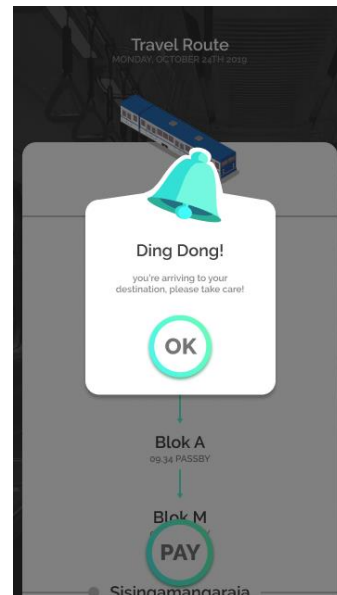 Travel Route
MONDAY, OCTOBER 24TH 2019
Ding Dong!
you're arriving to your
destination, please take care!
OK
Blok A
09.34 PASSBY
Blok M
PAY
Sisingamangaraja